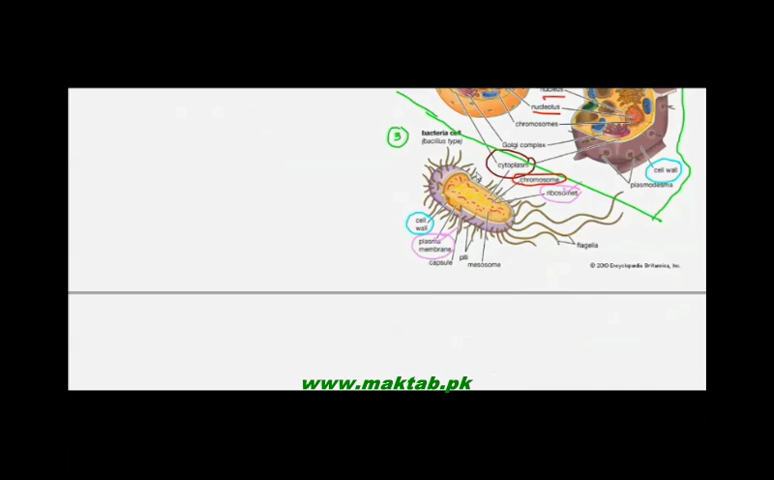 nucleus
nucleolus
chromosomes
Golgi complex
cytoplasm
chromosome
ribosomes
cell wall
plasmodesma
3
bacteria cell
(bacillus type)
cell
wall
plasma
membrane
capsule
pili
mesosome
flagella
© 2010 Encyclopædia Britannica, Inc.
www.maktab.pk